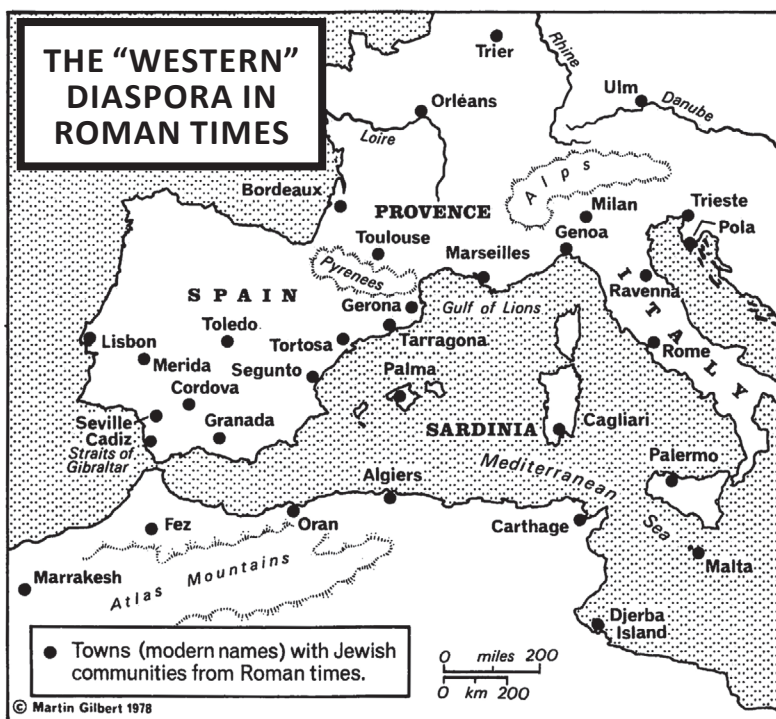 THE “WESTERN”
DIASPORA IN
ROMAN TIMES
Trier
Rhine
Orléans
Ulm
Danube
Loire
Alps
Bordeaux
PROVENCE
Milan
Trieste
Pola
Toulouse
Genoa
Marseilles
Pyrenees
Ravenna
SPAIN
Gerona
Gulf of Lions
ITALY
Toledo
Lisbon
Tortosa
Tarragona
Rome
Merida
Segunto
Palma
Cordova
Seville
Granada
SARDINIA
Cagliari
Cadiz
Straits of
Gibraltar
Palermo
Mediterranean
Sea
Algiers
Fez
Oran
Carthage
Malta
Marrakesh
Atlas Mountains
Djerba
Island
● Towns (modern names) with Jewish
communities from Roman times.
0 miles 200
0 km 200
© Martin Gilbert 1978